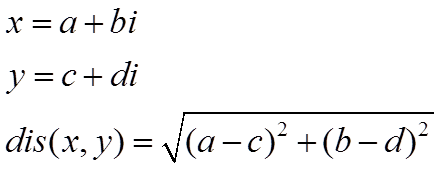 x = a + bi
y = c + di
dis(x, y) = √((a − c)² + (b − d)²)